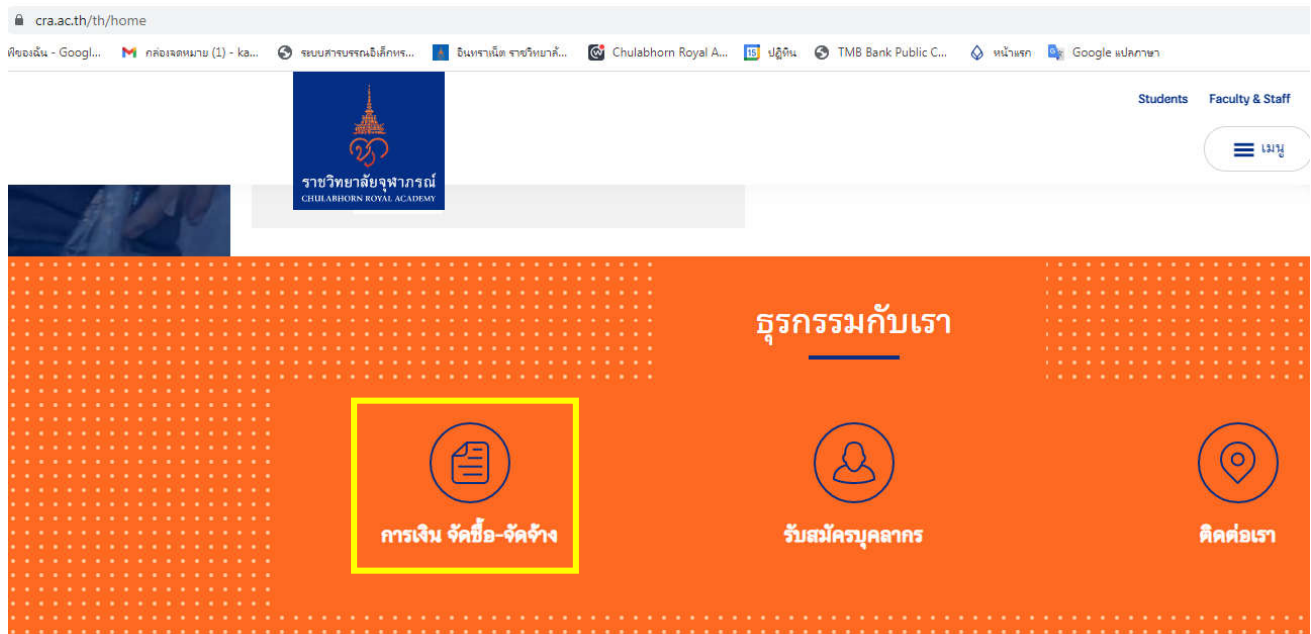 cra.ac.th/th/home
พีของฉัน - Googl... กล่องจดหมาย (1) - ka... ระบบสารบรรณอิเล็กทร... อินทราเน็ต ราชวิทยาลั... Chulabhorn Royal A... 15 ปฏิทิน TMB Bank Public C... หน้าแรก Google แปลภาษา
Students Faculty & Staff
เมนู
ราชวิทยาลัยจุฬาภรณ์
CHULABHORN ROYAL ACADEMY
ธุรกรรมกับเรา
การเงิน จัดซื้อ-จัดจ้าง รับสมัครบุคลากร ติดต่อเรา